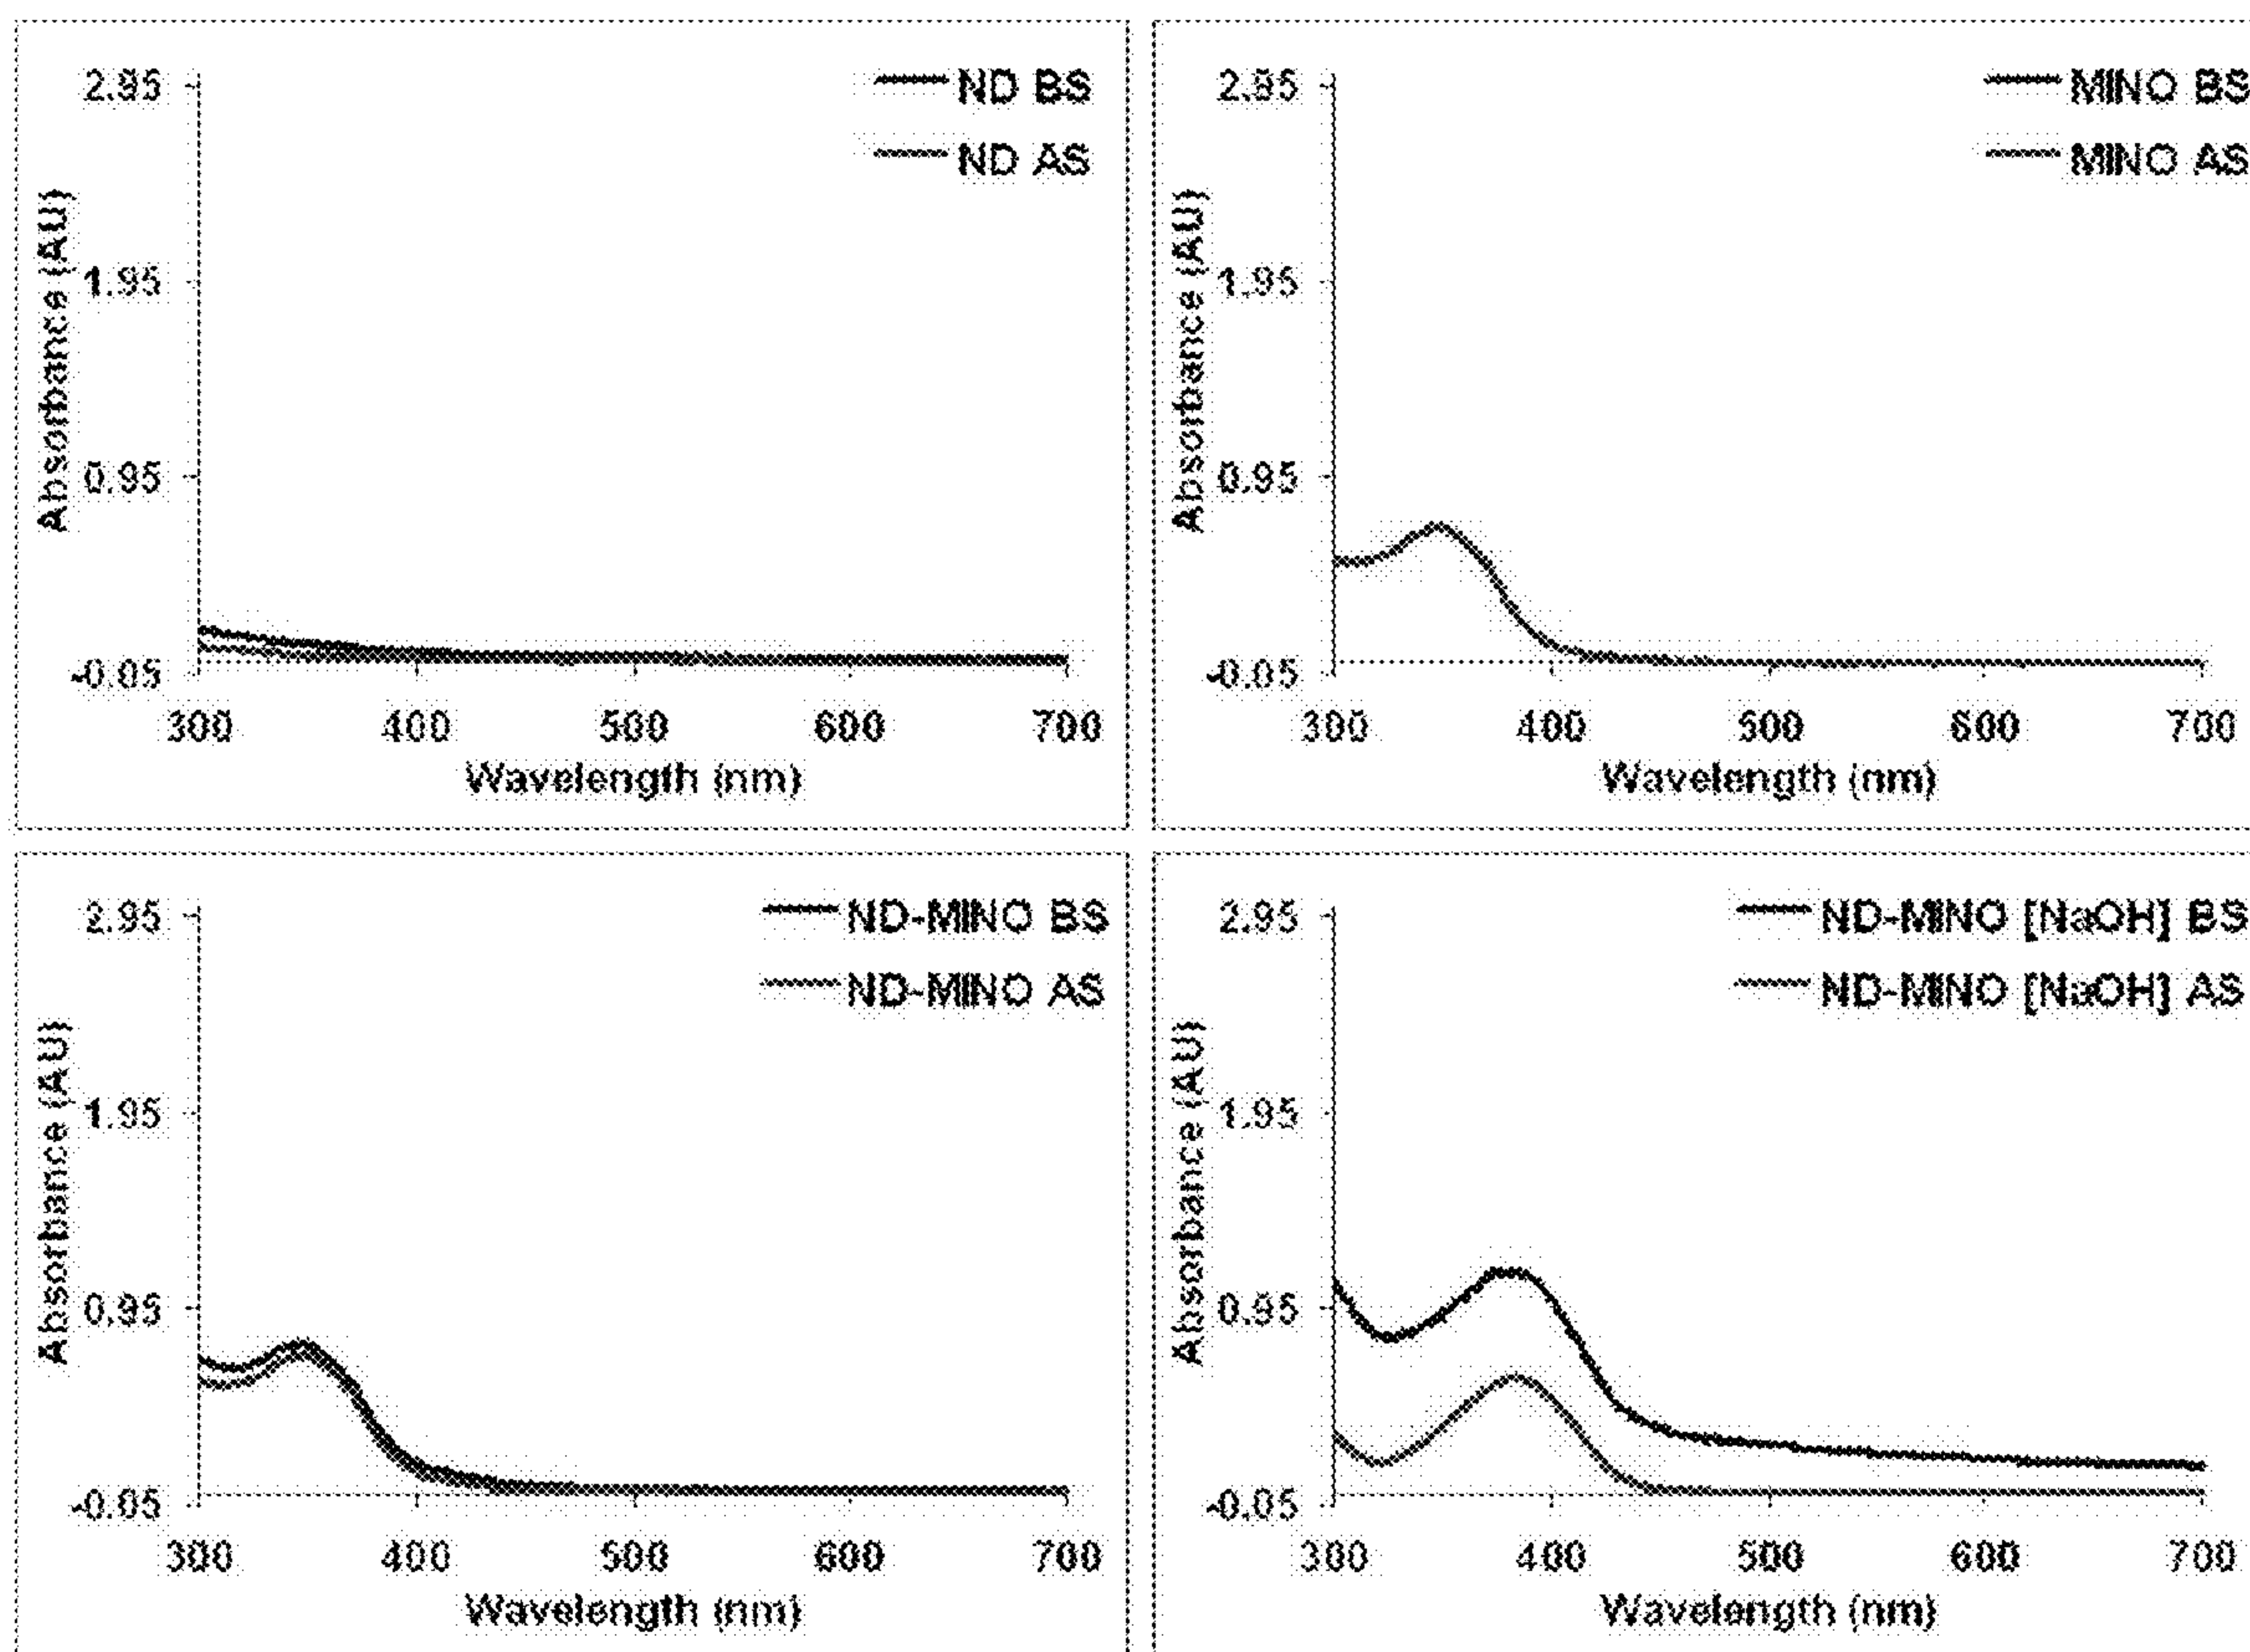 2.95
ND BS
ND AS
Absorbance (AU)
1.95
0.95
-0.05
300 400 500 600 700
Wavelength (nm)
2.95
MINO BS
MINO AS
Absorbance (AU)
1.95
0.95
-0.05
300 400 500 600 700
Wavelength (nm)
2.95
ND-MINO BS
ND-MINO AS
Absorbance (AU)
1.95
0.95
-0.05
300 400 500 600 700
Wavelength (nm)
2.95
ND-MINO [NaOH] BS
ND-MINO [NaOH] AS
Absorbance (AU)
1.95
0.95
-0.05
300 400 500 600 700
Wavelength (nm)